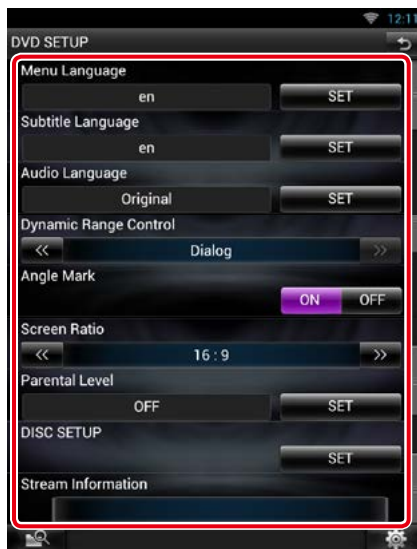 12:11
DVD SETUP
Menu Language
en SET
Subtitle Language
en SET
Audio Language
Original SET
Dynamic Range Control
<< Dialog >>
Angle Mark
ON OFF
Screen Ratio
<< 16 : 9 >>
Parental Level
OFF SET
DISC SETUP
SET
Stream Information